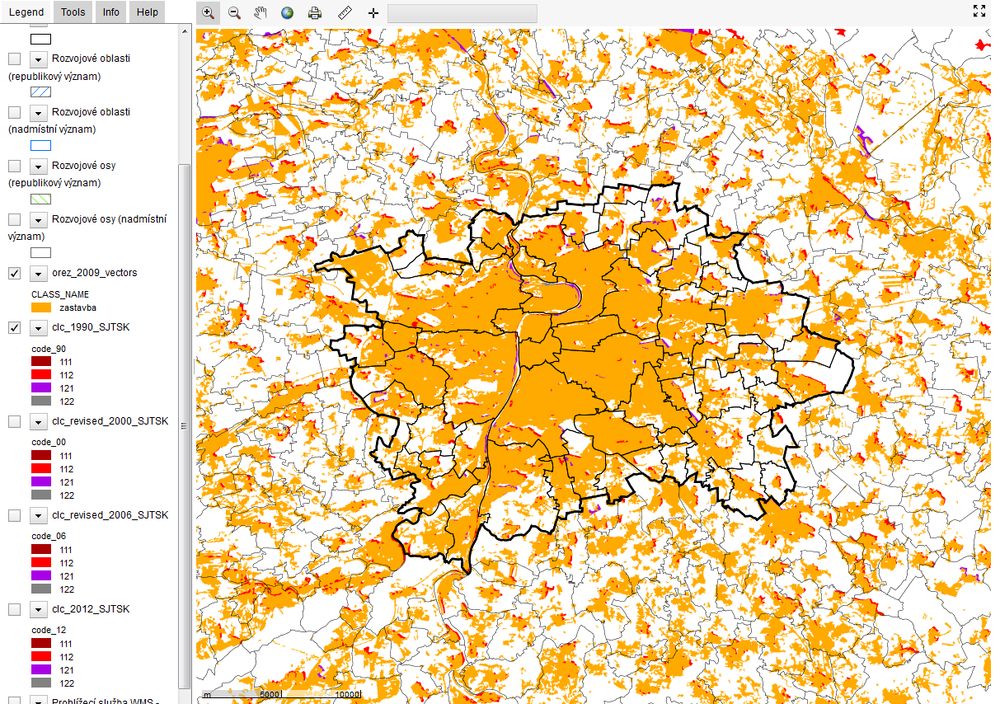 Legend Tools Info Help
Rozvojové oblasti
(republikový význam)
Rozvojové oblasti
(nadmístní význam)
Rozvojové osy
(republikový význam)
Rozvojové osy (nadmístní
význam)
orez_2009_vectors
CLASS_NAME
zastavba
clc_1990_SJTSK
code_90
111
112
121
122
clc_revised_2000_SJTSK
code_00
111
112
121
122
clc_revised_2006_SJTSK
code_06
111
112
121
122
clc_2012_SJTSK
code_12
111
112
121
122
Prohlížecí služba WMS -
m 5000 10000